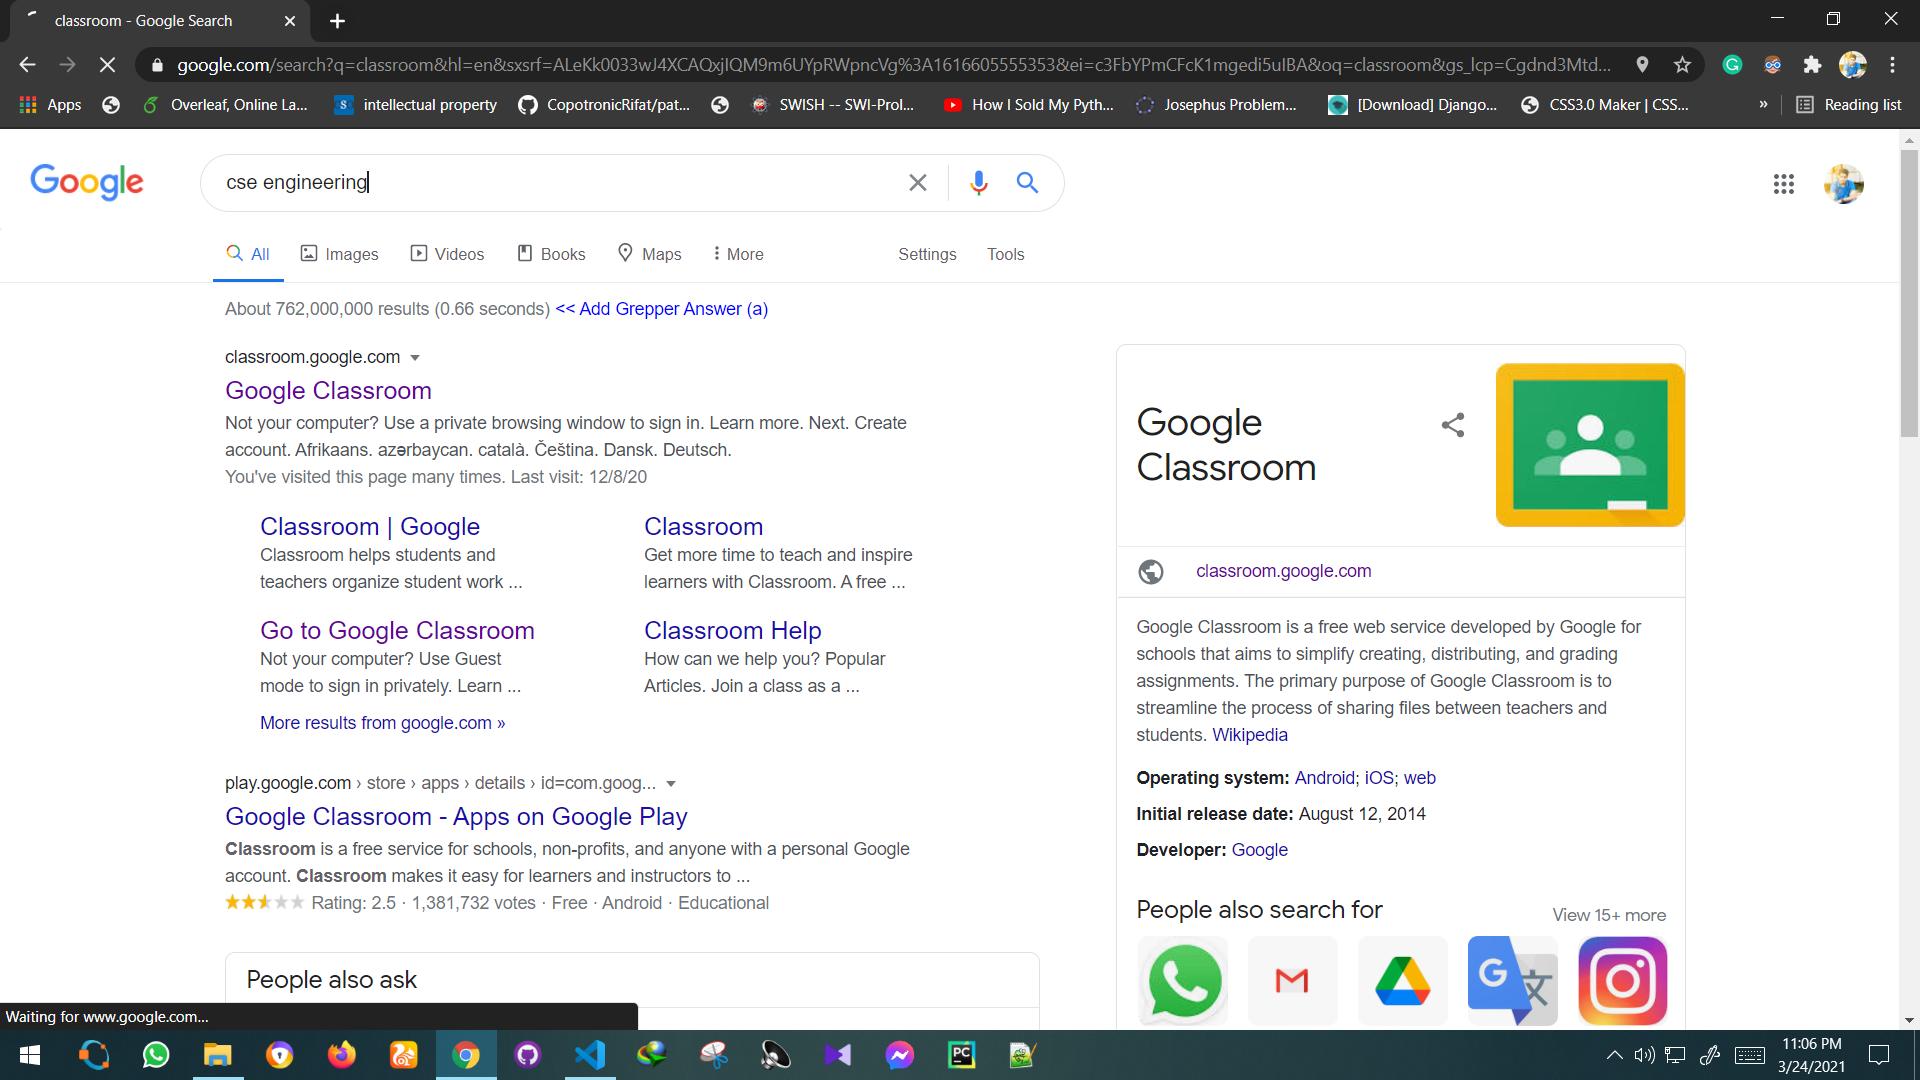 classroom - Google Search
google.com/search?q=classroom&hl=en&sxsrf=ALeKk0033wJ4XCAQxjIQM9m6UYpRWpncVg%3A1616605555353&ei=c3FbYPmCFcK1mgedi5uIBA&oq=classroom&gs_lcp=Cgdnd3Mtd...
Apps Overleaf, Online La... intellectual property CopotronicRifat/pat... SWISH -- SWI-Prol... How I Sold My Pyth... Josephus Problem... [Download] Django... CSS3.0 Maker | CSS... » Reading list
Google cse engineering
All Images Videos Books Maps More Settings Tools
About 762,000,000 results (0.66 seconds) << Add Grepper Answer (a)
classroom.google.com
Google Classroom
Not your computer? Use a private browsing window to sign in. Learn more. Next. Create
account. Afrikaans. azərbaycan. català. Čeština. Dansk. Deutsch.
You've visited this page many times. Last visit: 12/8/20
Classroom | Google
Classroom helps students and
teachers organize student work ...
Classroom
Get more time to teach and inspire
learners with Classroom. A free ...
Go to Google Classroom
Not your computer? Use Guest
mode to sign in privately. Learn ...
Classroom Help
How can we help you? Popular
Articles. Join a class as a ...
More results from google.com »
play.google.com › store › apps › details › id=com.goog...
Google Classroom - Apps on Google Play
Classroom is a free service for schools, non-profits, and anyone with a personal Google
account. Classroom makes it easy for learners and instructors to ...
Rating: 2.5 · 1,381,732 votes · Free · Android · Educational
People also ask
Google
Classroom
classroom.google.com
Google Classroom is a free web service developed by Google for
schools that aims to simplify creating, distributing, and grading
assignments. The primary purpose of Google Classroom is to
streamline the process of sharing files between teachers and
students. Wikipedia
Operating system: Android; iOS; web
Initial release date: August 12, 2014
Developer: Google
People also search for
View 15+ more
Waiting for www.google.com...
11:06 PM
3/24/2021